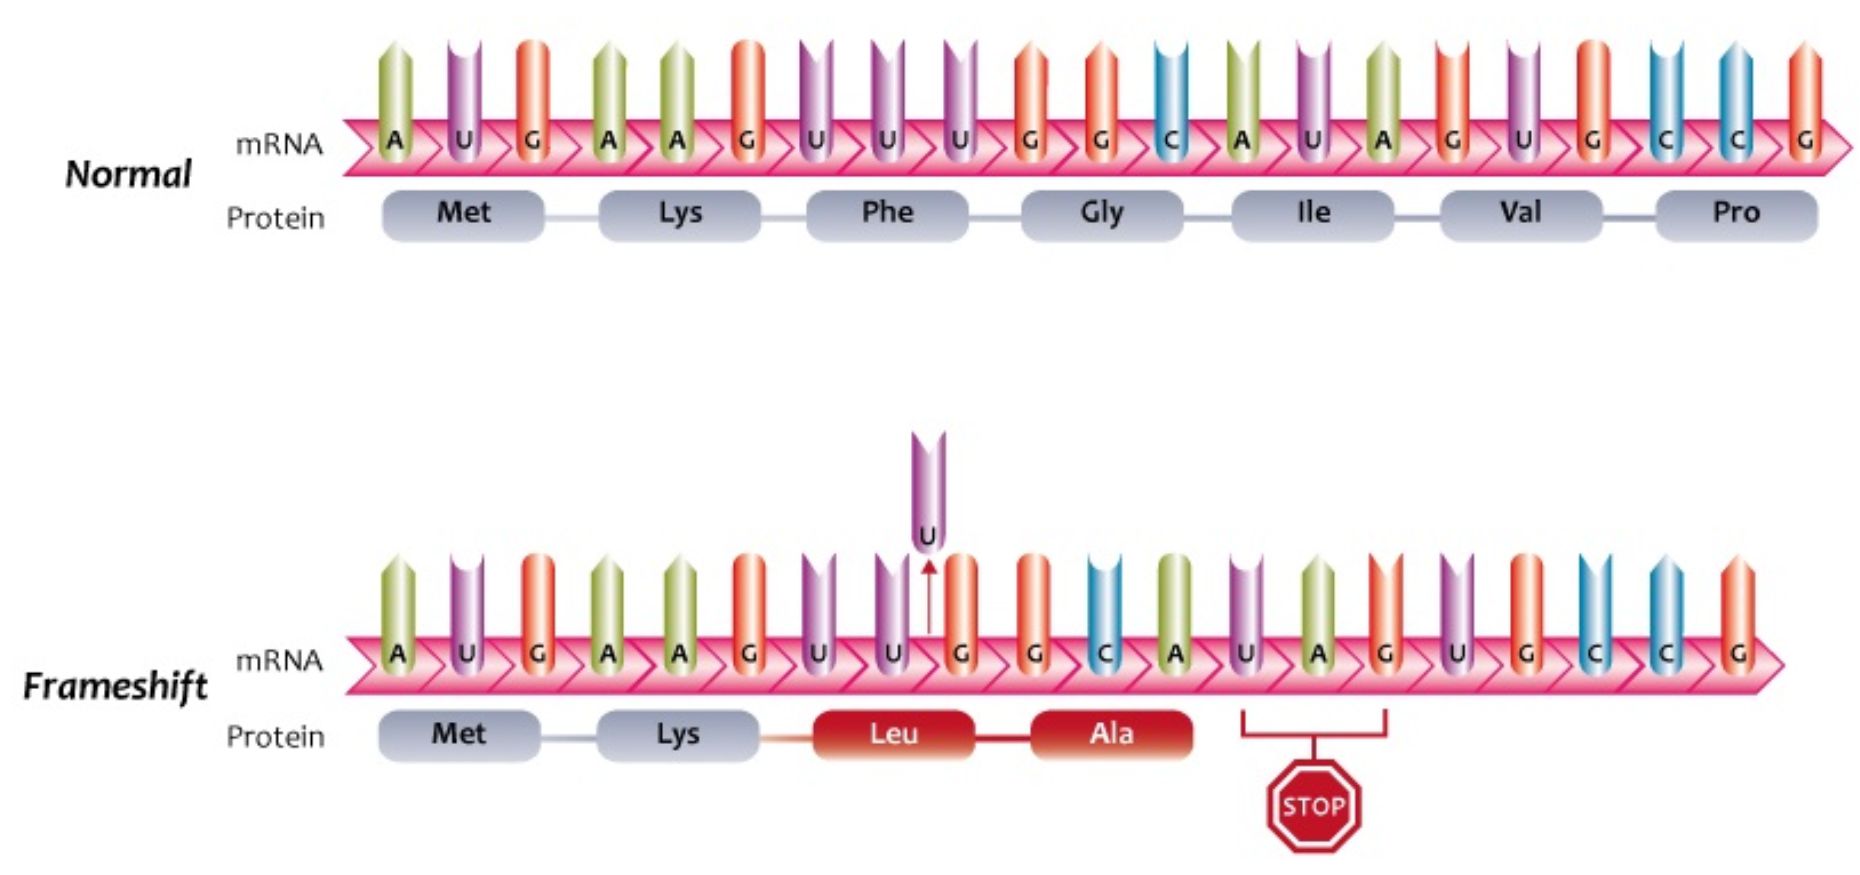 A U G A A G U U U G G C A U A G U G C C G
mRNA
Normal
Protein Met Lys Phe Gly Ile Val Pro
U
mRNA A U G A A G U U G G C A U A G U G C C G
Frameshift
Protein Met Lys Leu Ala
STOP